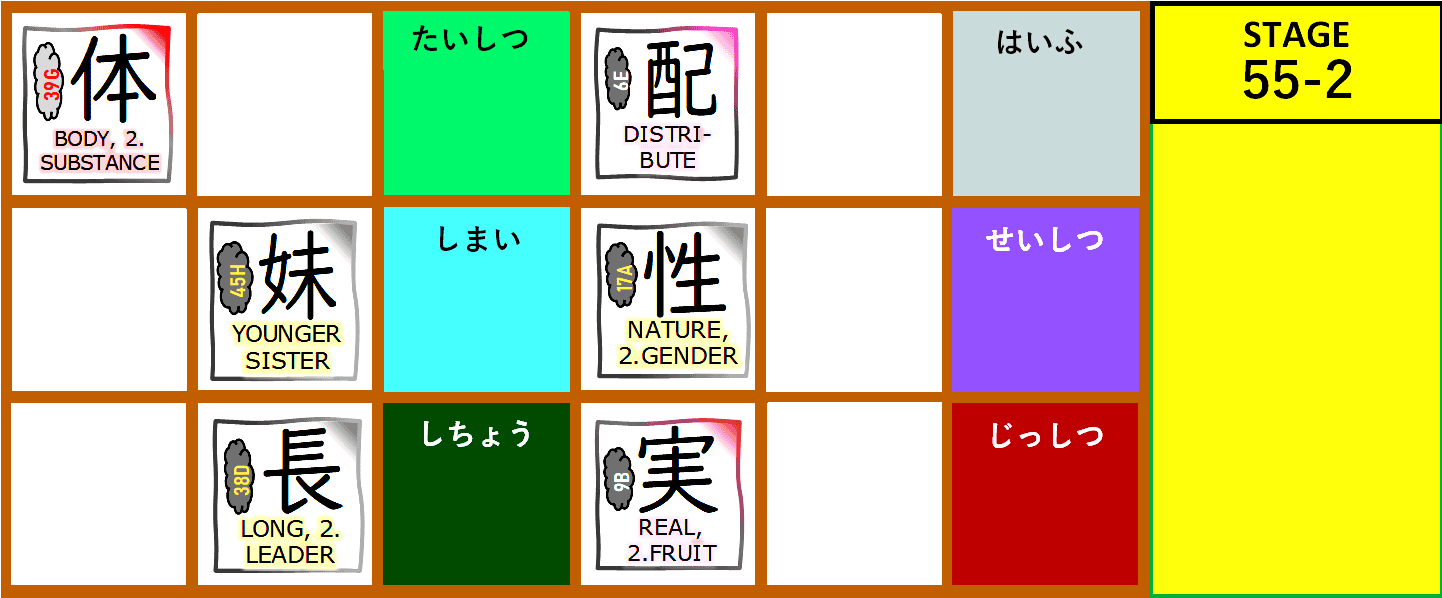 39G
体
BODY, 2.
SUBSTANCE
たいしつ
6E
配
DISTRI-
BUTE
はいふ
STAGE
55-2
45H
妹
YOUNGER
SISTER
しまい
17A
性
NATURE,
2.GENDER
せいしつ
38D
長
LONG, 2.
LEADER
しちょう
9B
実
REAL,
2.FRUIT
じっしつ